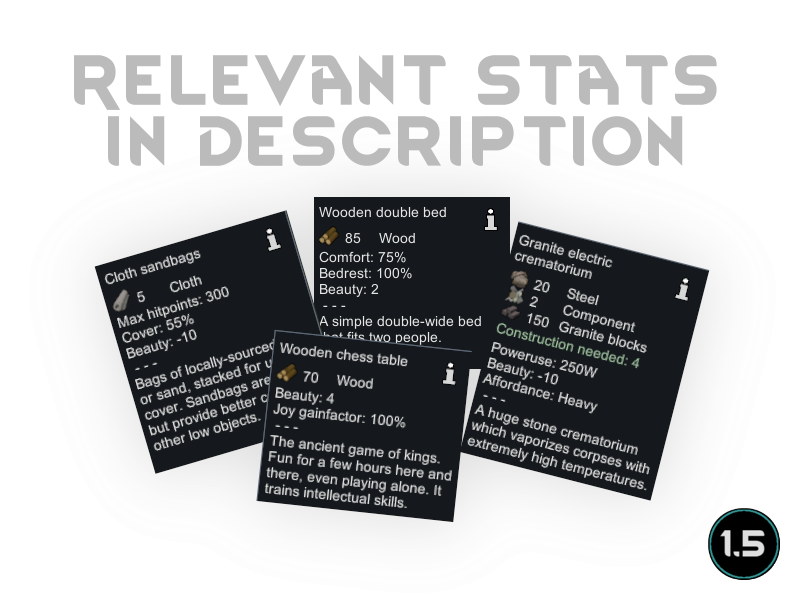 RELEVANT STATS
IN DESCRIPTION
Cloth sandbags
5 Cloth
Max hitpoints: 300
Cover: 55%
Beauty: -10
---
Bags of locally-sourced
or sand, stacked for
cover. Sandbags are
but provide better
other low objects.
Wooden double bed
85 Wood
Comfort: 75%
Bedrest: 100%
Beauty: 2
---
A simple double-wide bed
that fits two people.
Wooden chess table
70 Wood
Beauty: 4
Joy gainfactor: 100%
---
The ancient game of kings.
Fun for a few hours here and
there, even playing alone. It
trains intellectual skills.
Granite electric
crematorium
20 Steel
2 Component
150 Granite blocks
Construction needed: 4
Poweruse: 250W
Beauty: -10
Affordance: Heavy
---
A huge stone crematorium
which vaporizes corpses with
extremely high temperatures.
1.5